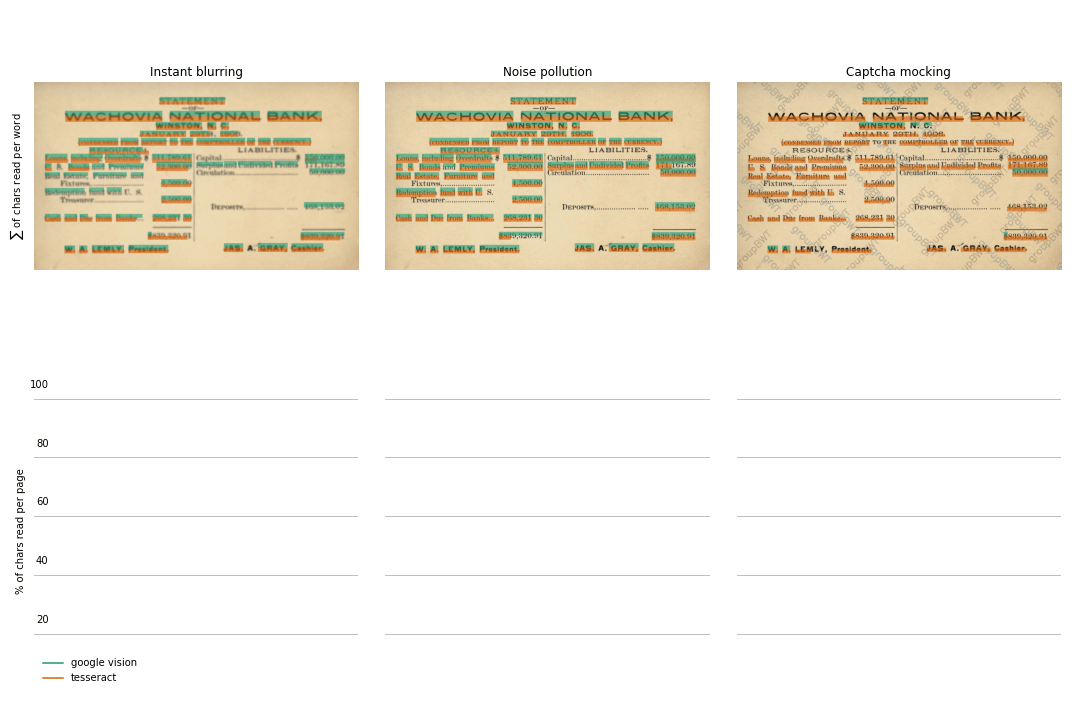 Instant blurring
Noise pollution
Captcha mocking
∑ of chars read per word
STATEMENT
—OF—
WACHOVIA NATIONAL BANK.
WINSTON, N. C.
JANUARY 29TH, 1900.
(CONDENSED FROM REPORT TO THE COMPTROLLER OF THE CURRENCY.)
RESOURCES.
Loans, including Overdrafts $ 511,789.61
U. S. Bonds and Premiums 52,300.00
Real Estate, Furniture and
Fixtures 4,500.00
Redemption fund with U. S.
Treasurer 2,500.00
Cash and Due from Banks
$839,320.91
LIABILITIES.
Capital $ 150,000.00
Surplus and Undivided Profits 171,167.89
Circulation 50,000.00
DEPOSITS 468,153.02
$839,320.91
W. A. LEMLY, President.
JAS. A. GRAY, Cashier.
STATEMENT
—OF—
WACHOVIA NATIONAL BANK.
WINSTON, N. C.
JANUARY 29TH, 1900.
(CONDENSED FROM REPORT TO THE COMPTROLLER OF THE CURRENCY.)
RESOURCES.
Loans, including Overdrafts $ 511,789.61
U. S. Bonds and Premiums 52,300.00
Real Estate, Furniture and
Fixtures 4,500.00
Redemption fund with U. S.
Treasurer 2,500.00
Cash and Due from Banks 268,231 30
$839,320.91
LIABILITIES.
Capital $ 150,000.00
Surplus and Undivided Profits 171,167.89
Circulation 50,000.00
DEPOSITS 468,153.02
$839,320.91
W. A. LEMLY, President.
JAS. A. GRAY, Cashier.
STATEMENT
—OF—
WACHOVIA NATIONAL BANK.
WINSTON, N. C.
JANUARY 29TH, 1900.
(CONDENSED FROM REPORT TO THE COMPTROLLER OF THE CURRENCY.)
RESOURCES.
Loans, including Overdrafts $ 511,789.61
U. S. Bonds and Premiums 52,300.00
Real Estate, Furniture and
Fixtures 4,500.00
Redemption fund with U. S.
Treasurer 2,500.00
Cash and Due from Banks 268,231 30
$839,320.91
LIABILITIES.
Capital $ 150,000.00
Surplus and Undivided Profits 171,167.89
Circulation 50,000.00
DEPOSITS 468,153.02
$839,320.91
W. A. LEMLY, President.
JAS. A. GRAY, Cashier.
groupBWT
% of chars read per page
100
80
60
40
20
google vision
tesseract